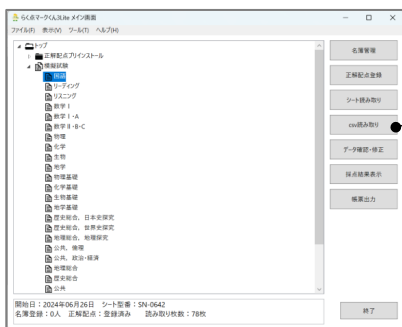 らく点マークくん3Lite メイン画面
ファイル(F) 表示(V) ツール(T) ヘルプ(H)
トップ
正解配点プリインストール
模擬試験
国語
リーディング
リスニング
数学Ⅰ
数学Ⅰ・A
数学Ⅱ・B・C
物理
化学
生物
地学
物理基礎
化学基礎
生物基礎
地学基礎
歴史総合、日本史探究
歴史総合、世界史探究
地理総合、地理探究
公共、倫理
公共、政治・経済
地理総合
歴史総合
公共
名簿管理
正解配点登録
シート読み取り
csv読み取り
データ確認・修正
採点結果表示
帳票出力
開始日：2024年06月26日 シート型番：SN-0642
名簿登録：0人 正解配点：登録済み 読み取り枚数：78枚
終了